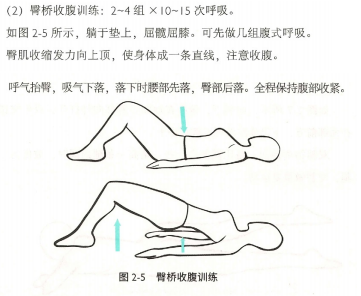 （2）臀桥收腹训练：2~4 组 ×10~15 次呼吸。
如图 2-5 所示，躺于垫上，屈髋屈膝。可先做几组腹式呼吸。
臀肌收缩发力向上顶，使身体成一条直线，注意收腹。
呼气抬臀，吸气下落，落下时腰部先落，臀部后落。全程保持腹部收紧。
图 2-5 臀桥收腹训练